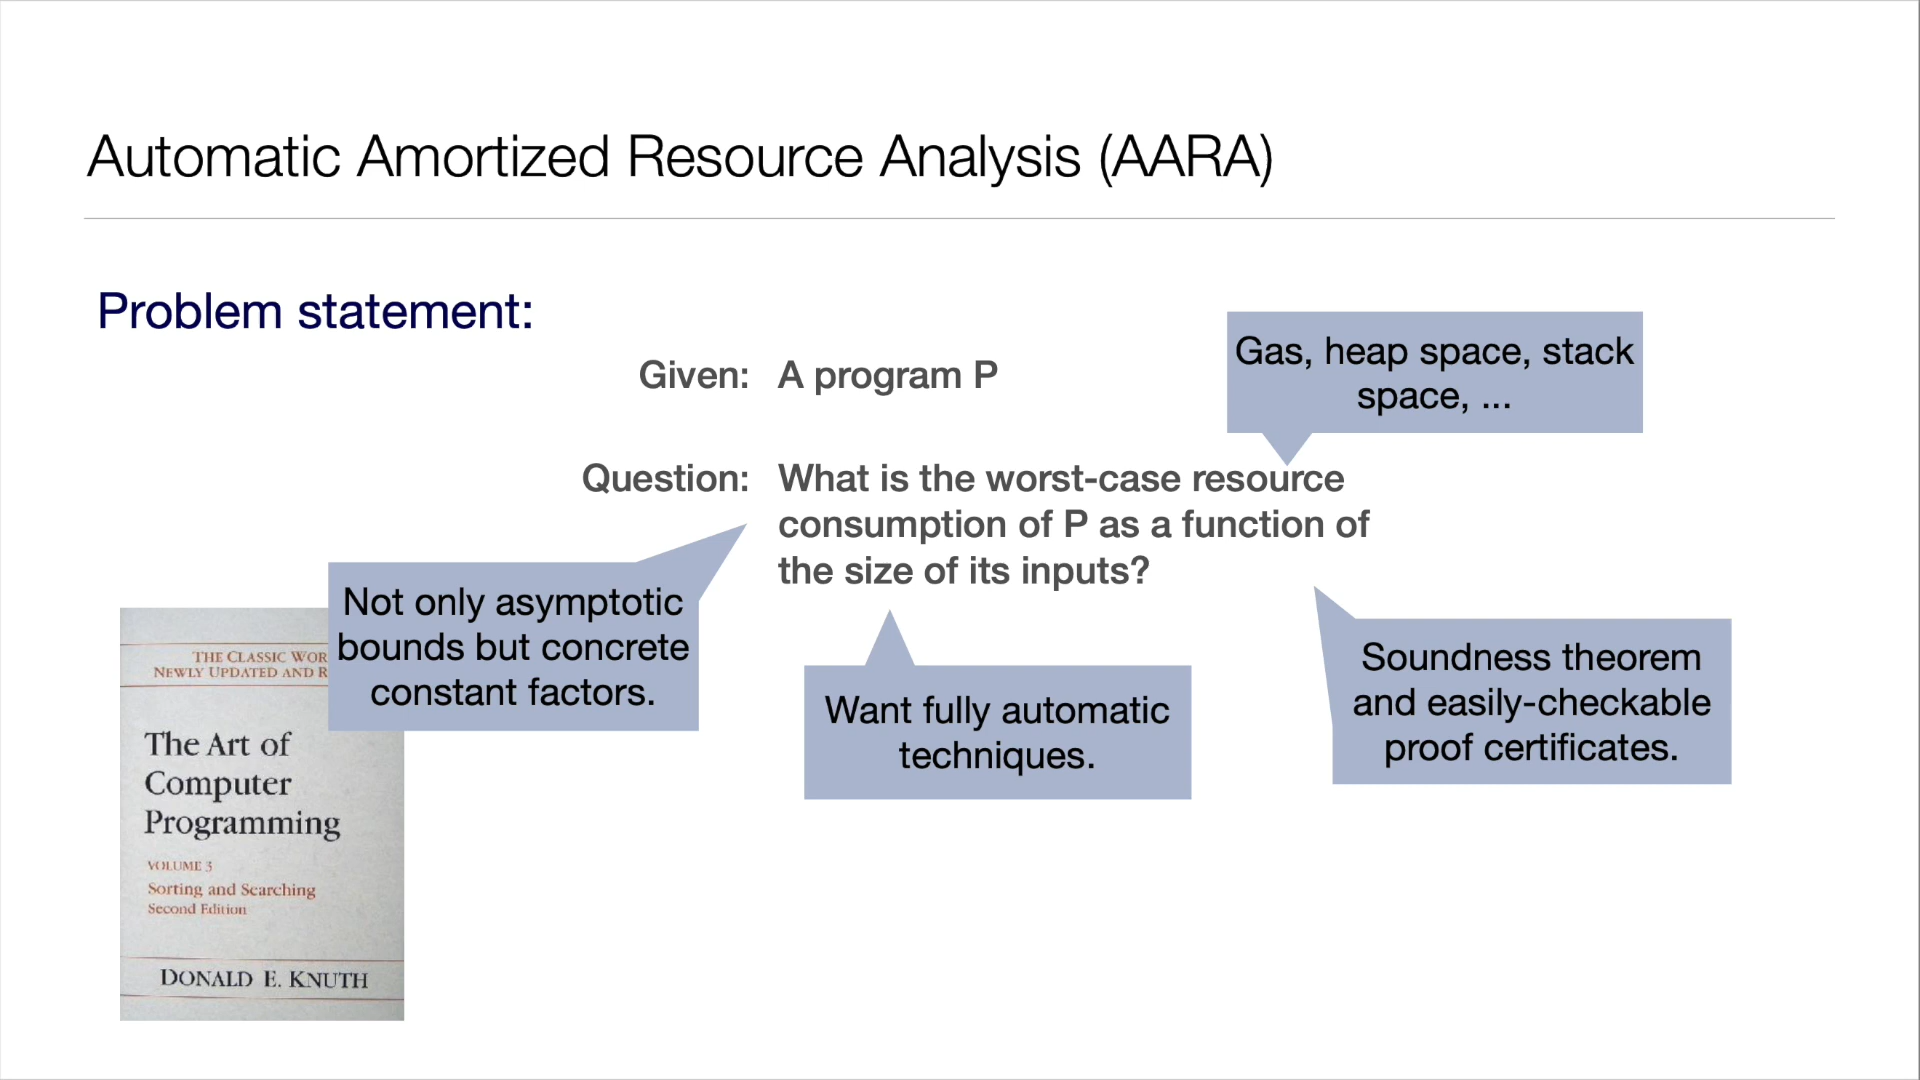 Automatic Amortized Resource Analysis (AARA)
Problem statement:
Given: A program P
Gas, heap space, stack
space, ...
Question: What is the worst-case resource
consumption of P as a function of
the size of its inputs?
Not only asymptotic
bounds but concrete
constant factors.
Want fully automatic
techniques.
Soundness theorem
and easily-checkable
proof certificates.
THE CLASSIC
NEWLY UPDATED AND
The Art of
Computer
Programming
VOLUME 3
Sorting and Searching
Second Edition
DONALD E. KNUTH